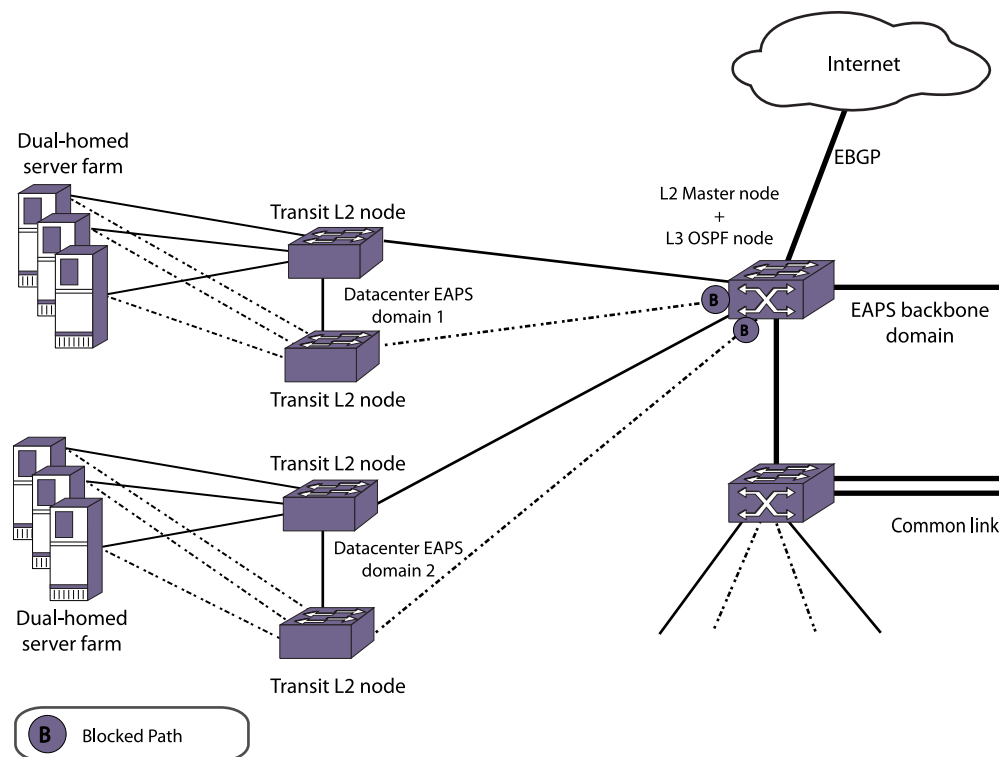 Internet
EBGP
Dual-homed
server farm
Transit L2 node
L2 Master node
+
L3 OSPF node
Datacenter EAPS
domain 1
B
B
EAPS backbone
domain
Transit L2 node
Transit L2 node
Common link
Datacenter EAPS
domain 2
Dual-homed
server farm
Transit L2 node
B
Blocked Path